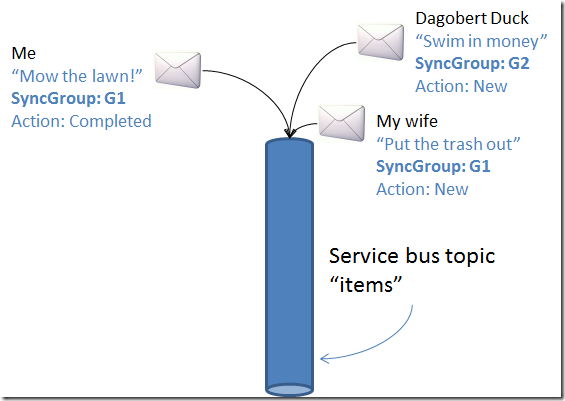 Me
“Mow the lawn!”
SyncGroup: G1
Action: Completed
Dagobert Duck
“Swim in money”
SyncGroup: G2
Action: New
My wife
“Put the trash out”
SyncGroup: G1
Action: New
Service bus topic
“items”